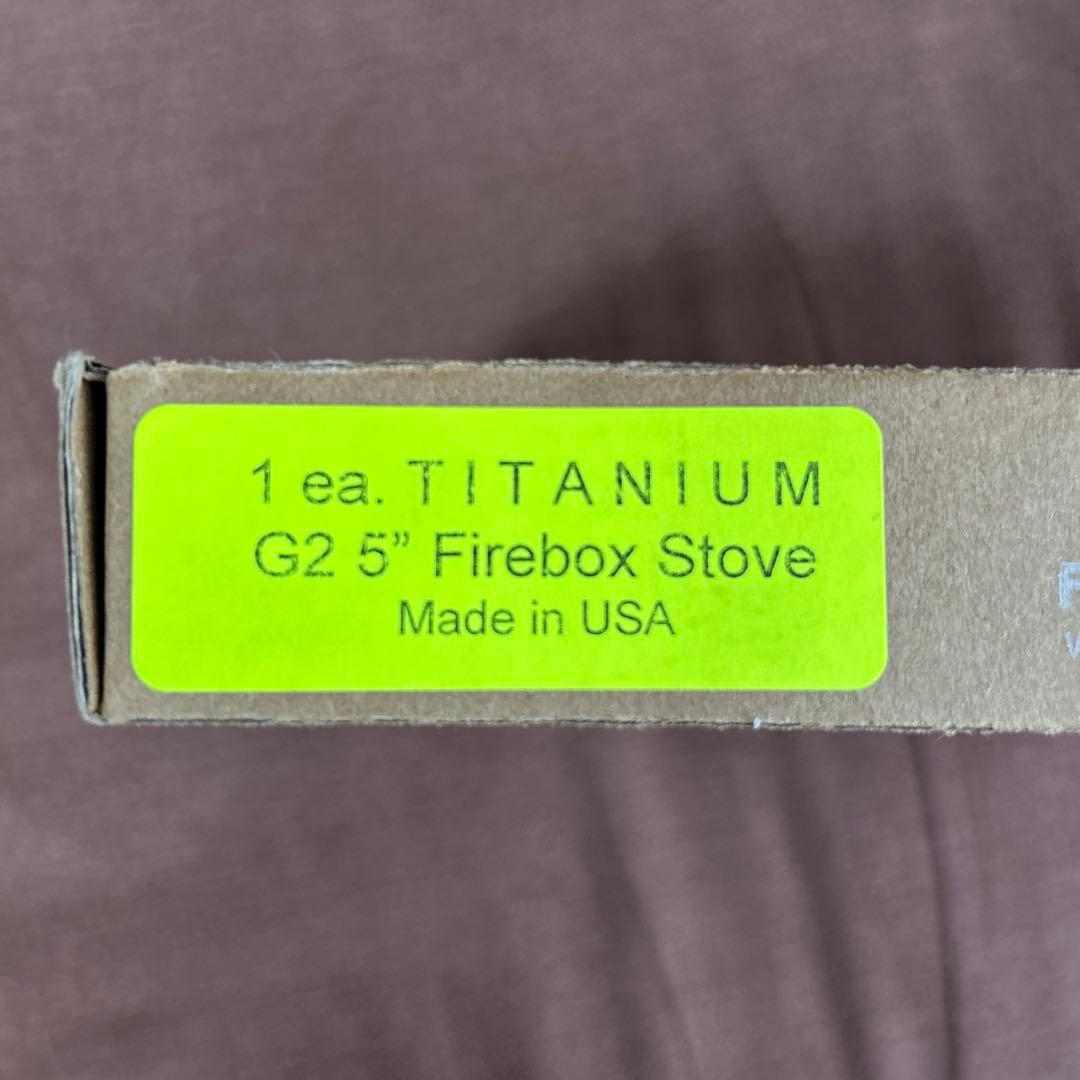 1 ea. TITANIUM
G2 5” Firebox Stove
Made in USA